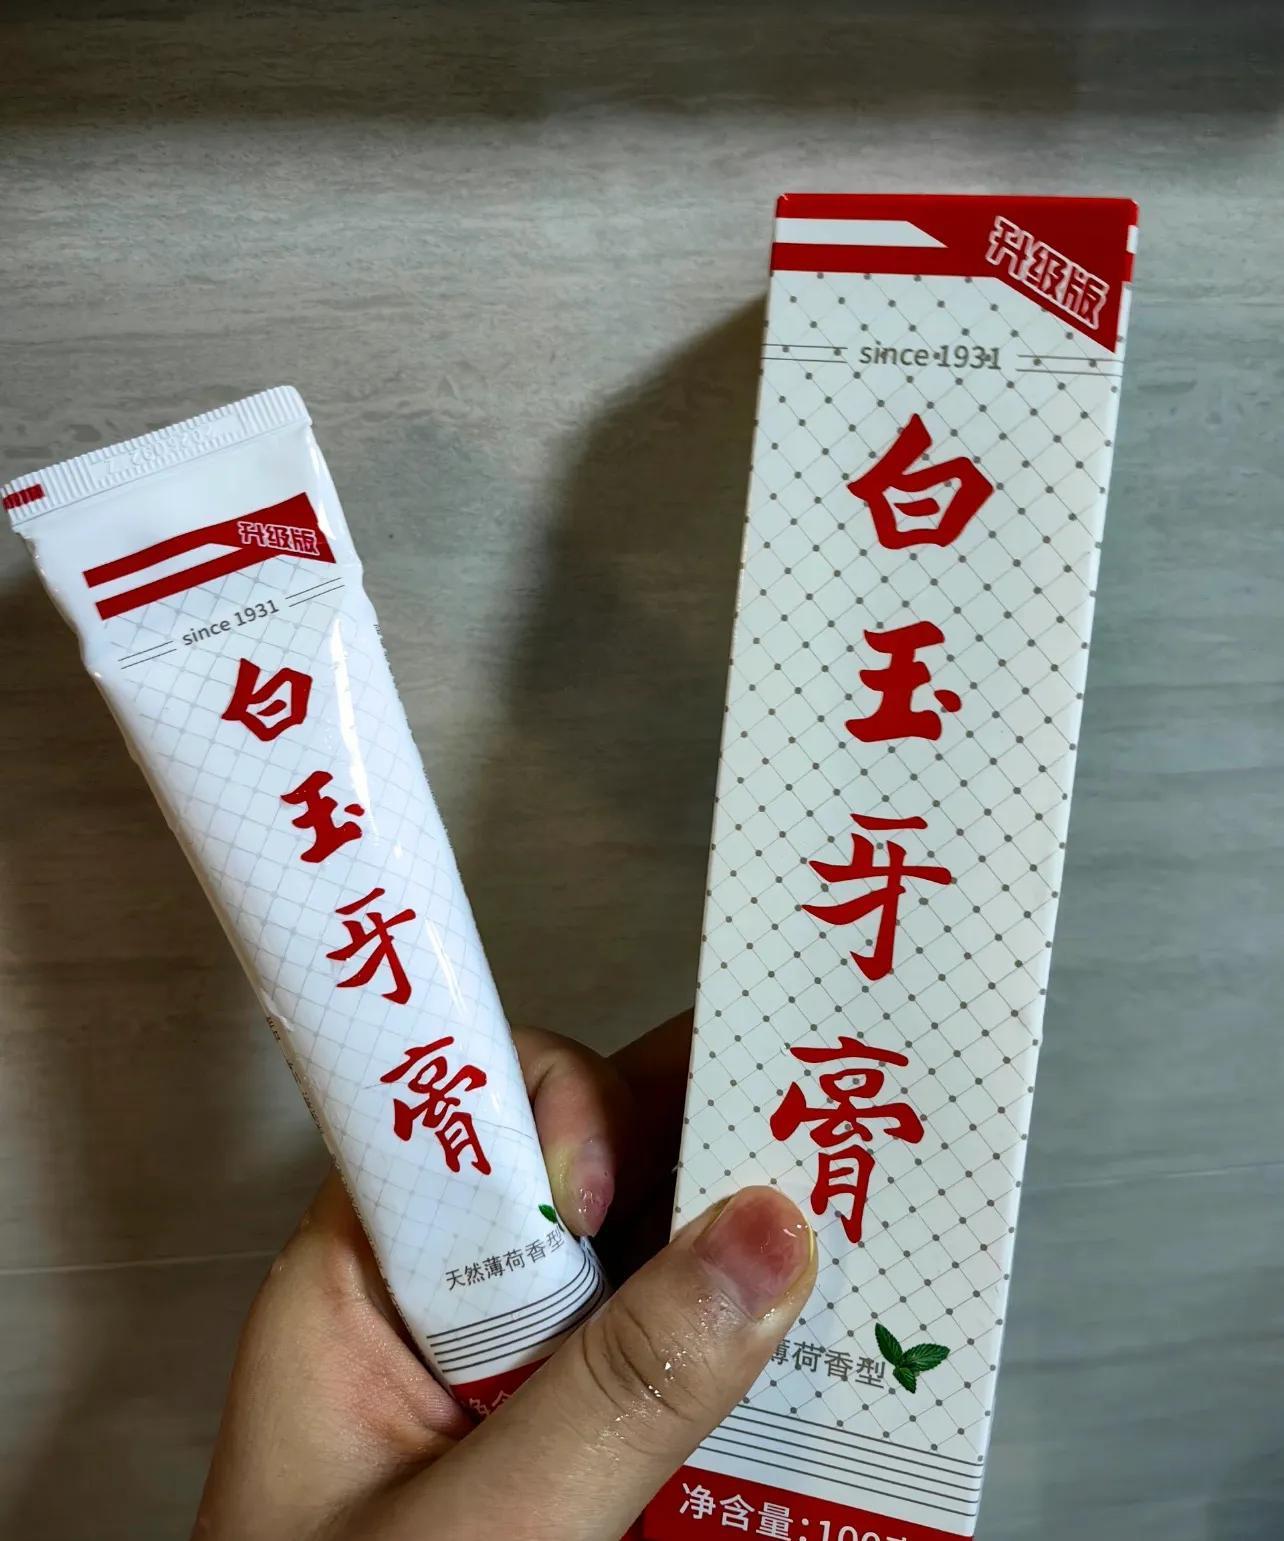 升级版
since 1931
白玉牙膏
天然薄荷香型
升级版
since 1931
白玉牙膏
荷香型
净含量: